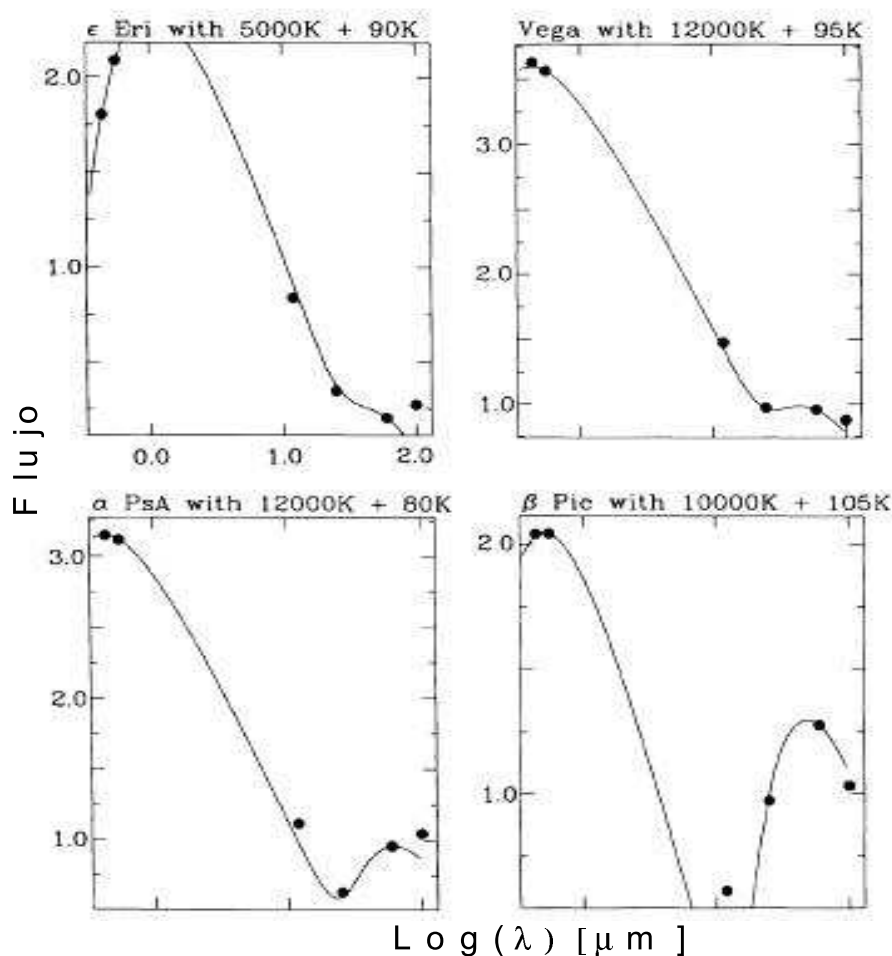 ϵ Eri with 5000K + 90K
Vega with 12000K + 95K
2.0
1.0
0.0 1.0 2.0
3.0
2.0
1.0
α PsA with 12000K + 80K
β Pic with 10000K + 105K
3.0
2.0
1.0
2.0
1.0
Flujo
Log(λ) [μm]